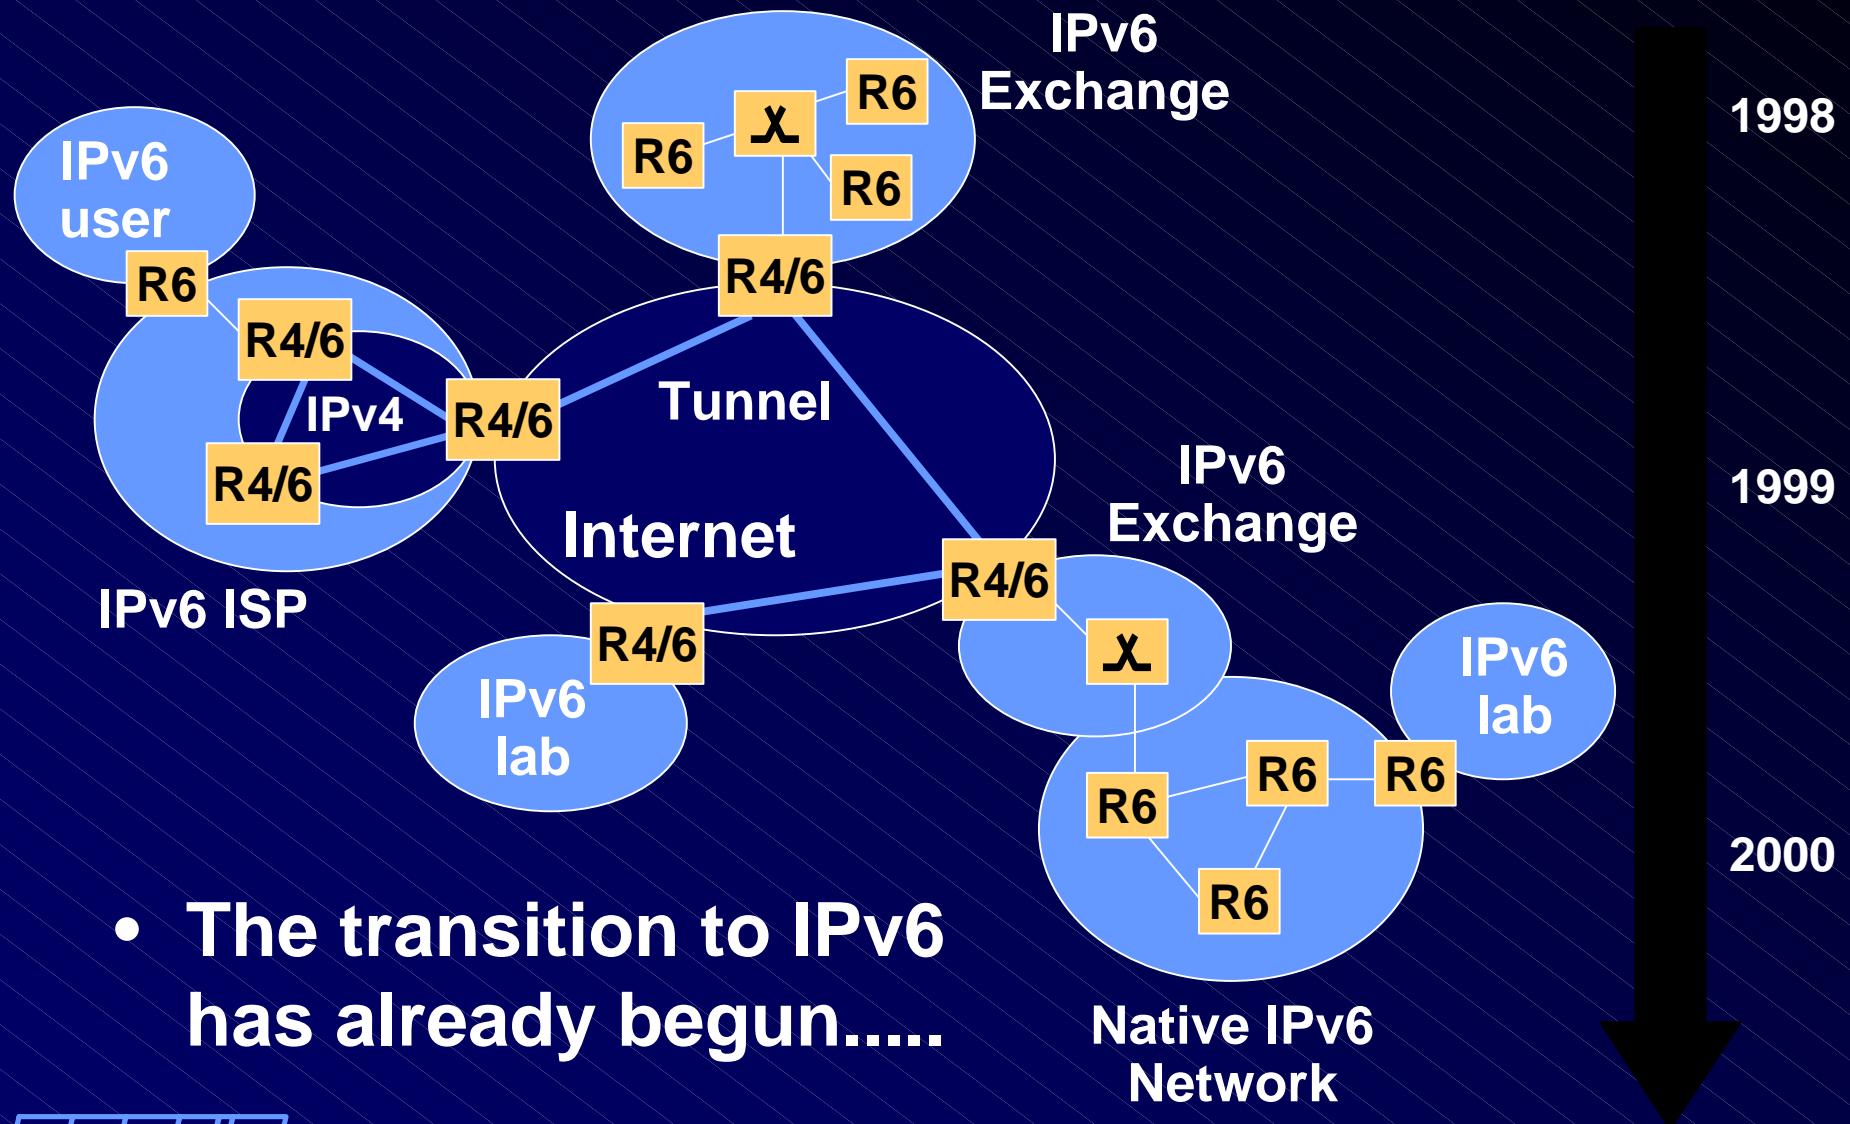 IPv6
Exchange
1998
R6
R6
R6
IPv6
user
R6
R4/6
R4/6
IPv4
R4/6
R4/6
Tunnel
Internet
IPv6 ISP
1999
IPv6
Exchange
R4/6
R4/6
IPv6
lab
IPv6
lab
R6
R6
R6
R6
2000
• The transition to IPv6
has already begun.....
Native IPv6
Network